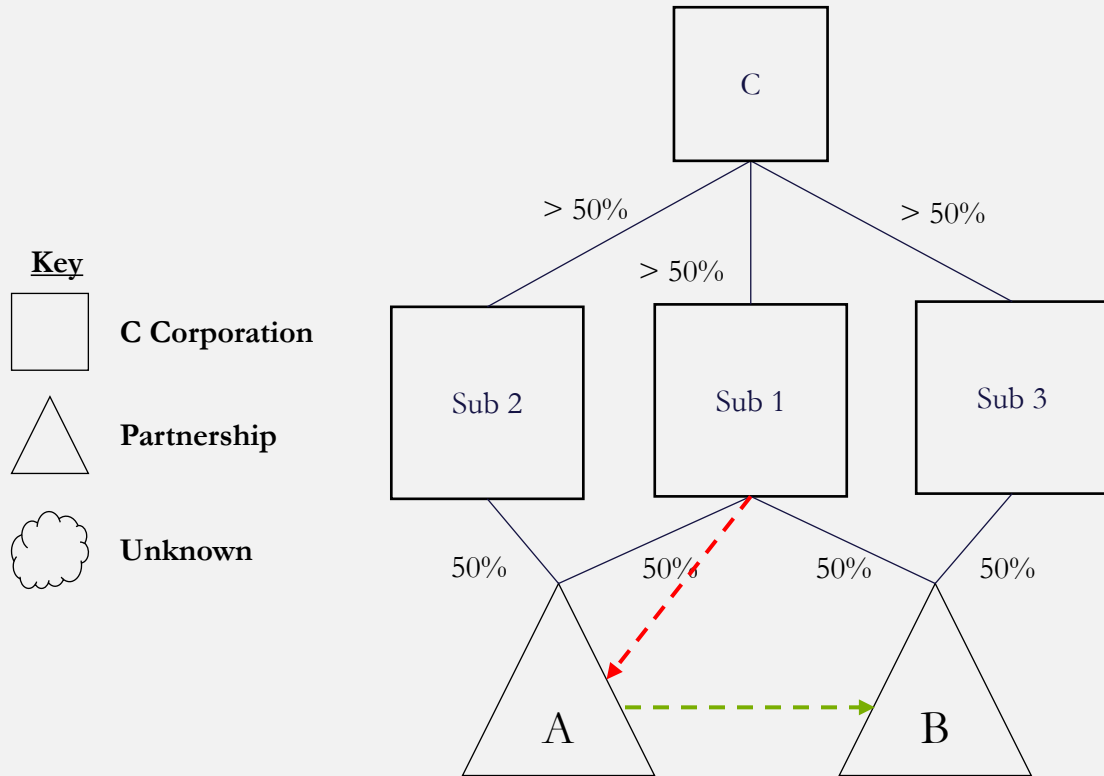 C
> 50%
> 50%
> 50%
Key
C Corporation
Partnership
Unknown
Sub 2
Sub 1
Sub 3
50%
50%
50%
50%
A
B